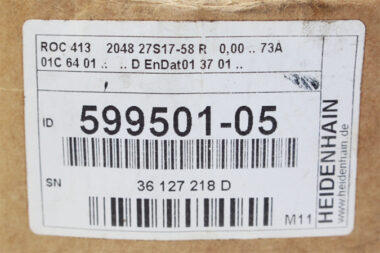 ROC 413 2048 27S17-58 R 0,00 .. 73A
01C 64 01 .. .. D EnDat01 37 01 ..
ID 599501-05
SN 36 127 218 D
M11
HEIDENHAIN
www.heidenhain.de